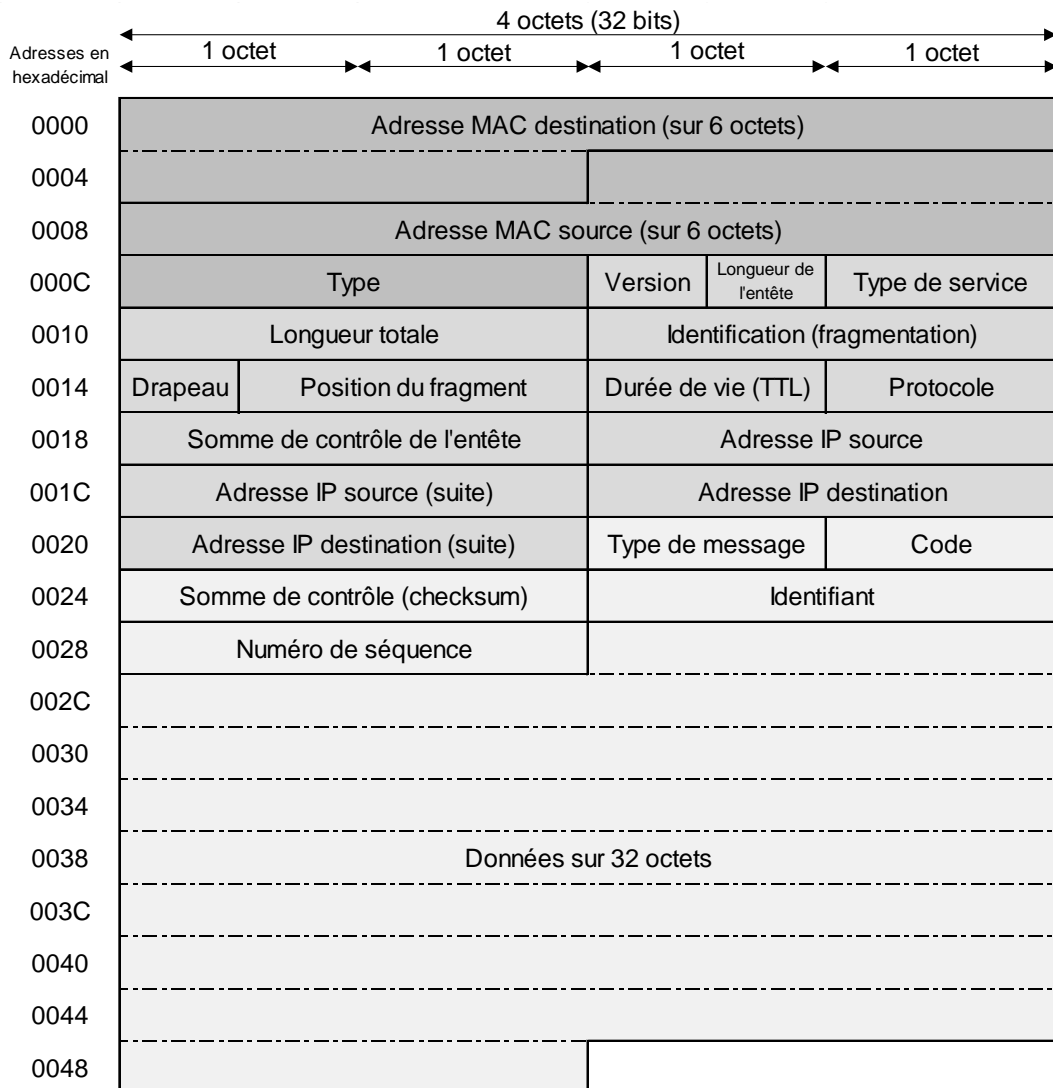 4 octets (32 bits)
Adresses en
hexadécimal
1 octet 1 octet 1 octet 1 octet
0000 Adresse MAC destination (sur 6 octets)
0004
0008 Adresse MAC source (sur 6 octets)
000C Type Version Longueur de
l'entête Type de service
0010 Longueur totale Identification (fragmentation)
0014 Drapeau Position du fragment Durée de vie (TTL) Protocole
0018 Somme de contrôle de l'entête Adresse IP source
001C Adresse IP source (suite) Adresse IP destination
0020 Adresse IP destination (suite) Type de message Code
0024 Somme de contrôle (checksum) Identifiant
0028 Numéro de séquence
002C
0030
0034
0038 Données sur 32 octets
003C
0040
0044
0048